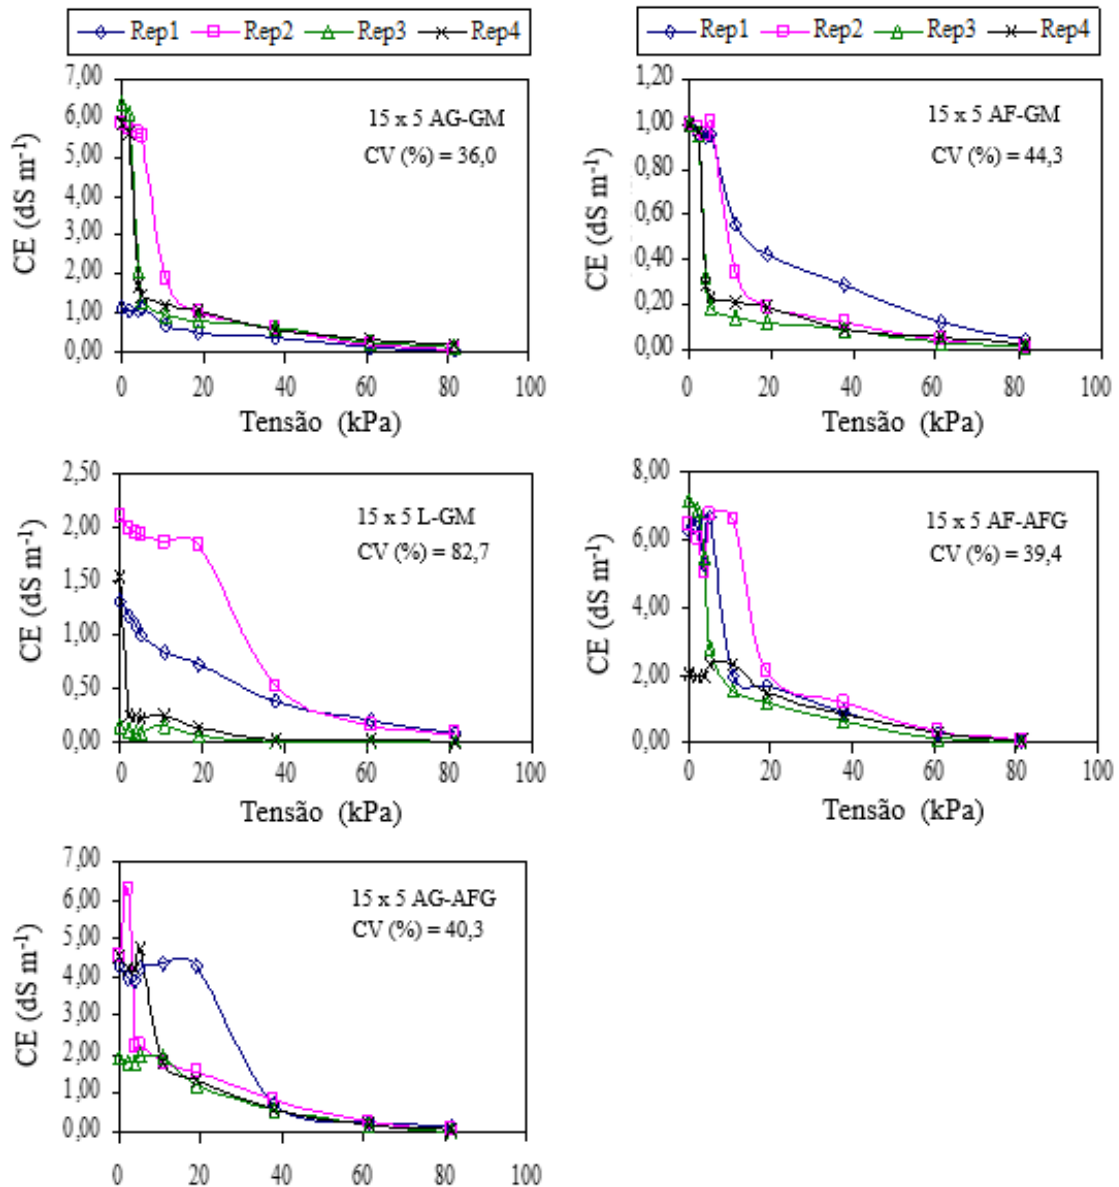 Rep1 Rep2 Rep3 Rep4
7,00
6,00
5,00
4,00
3,00
2,00
1,00
0,00
CE (dS m⁻¹)
15 x 5 AG-GM
CV (%) = 36,0
0 20 40 60 80 100
Tensão (kPa)
Rep1 Rep2 Rep3 Rep4
1,20
1,00
0,80
0,60
0,40
0,20
0,00
CE (dS m⁻¹)
15 x 5 AF-GM
CV (%) = 44,3
0 20 40 60 80 100
Tensão (kPa)
2,50
2,00
1,50
1,00
0,50
0,00
CE (dS m⁻¹)
15 x 5 L-GM
CV (%) = 82,7
0 20 40 60 80 100
Tensão (kPa)
8,00
6,00
4,00
2,00
0,00
CE (dS m⁻¹)
15 x 5 AF-AFG
CV (%) = 39,4
0 20 40 60 80 100
Tensão (kPa)
7,00
6,00
5,00
4,00
3,00
2,00
1,00
0,00
CE (dS m⁻¹)
15 x 5 AG-AFG
CV (%) = 40,3
0 20 40 60 80 100